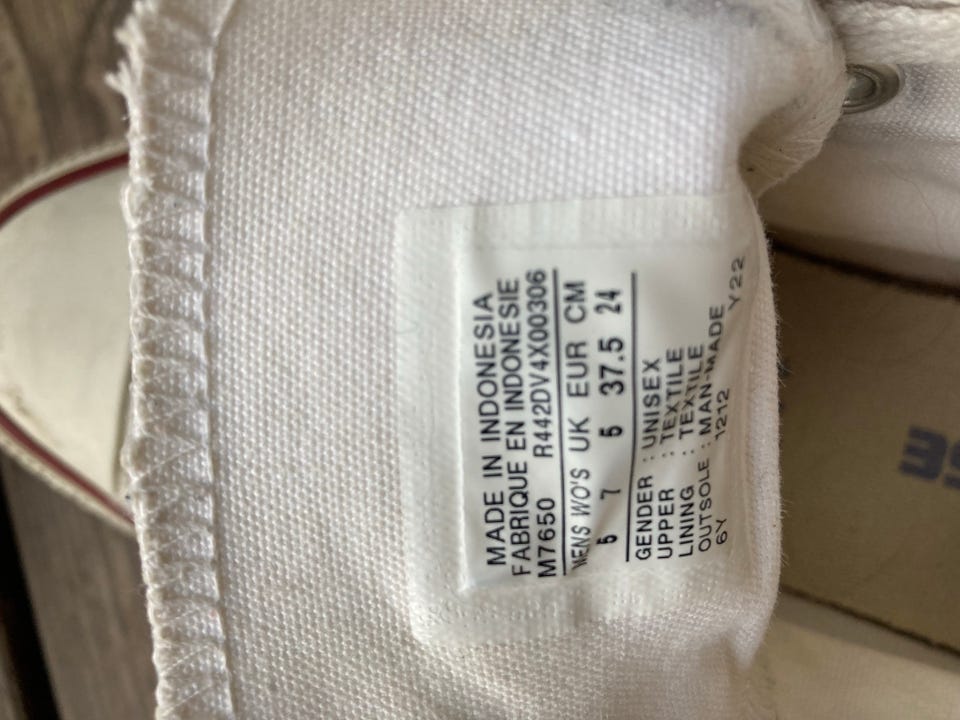 MADE IN INDONESIA
FABRIQUE EN INDONESIE
M7650 R442DV4X00306
MENS WO'S UK EUR CM
5 7 5 37.5 24
GENDER : UNISEX
UPPER : TEXTILE
LINING : TEXTILE
OUTSOLE : MAN-MADE
6Y 1212 Y22